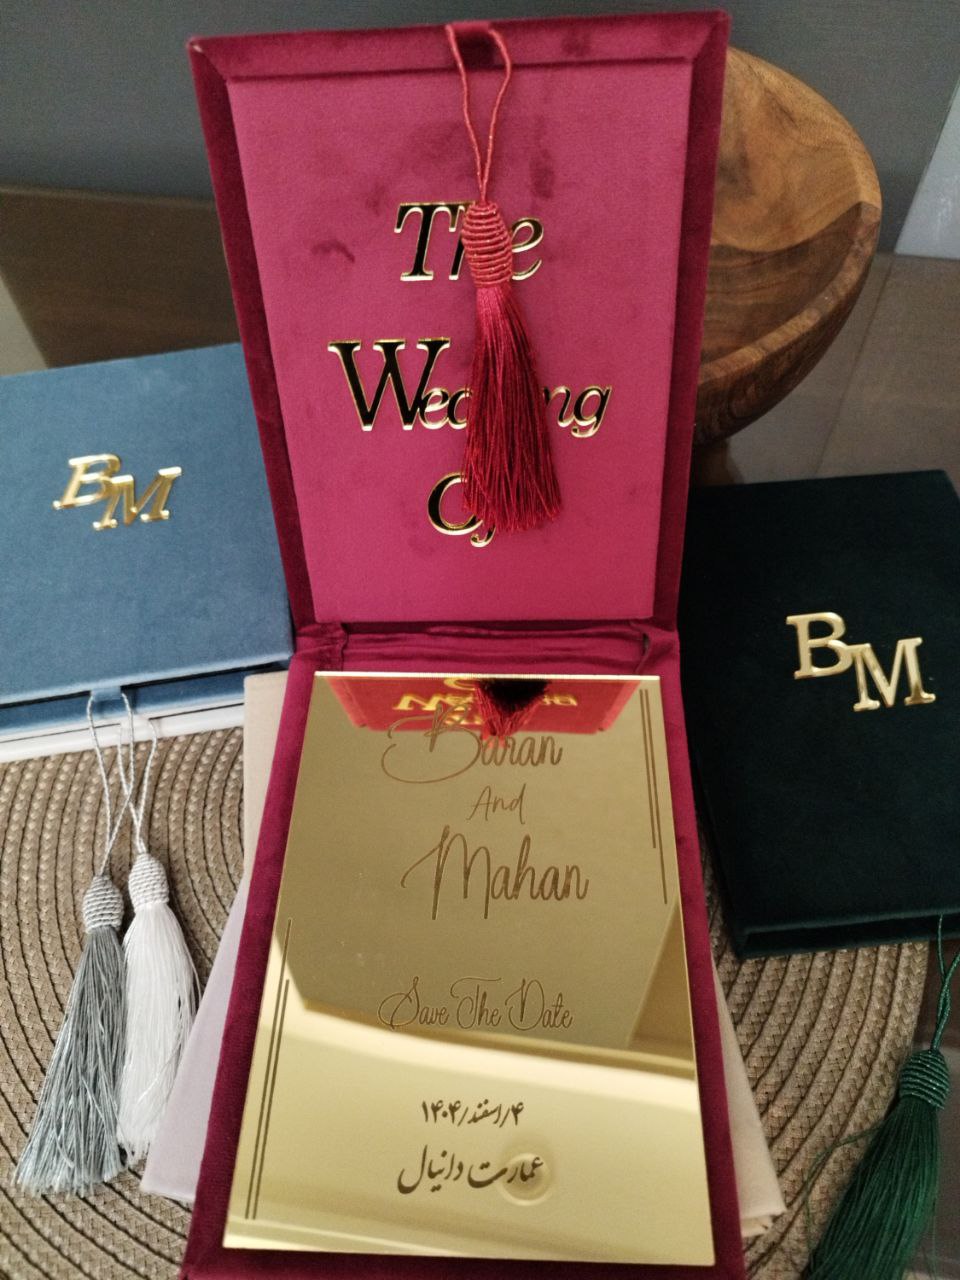 The
Wedding
Of
BM
BM
Baran
And
Mahan
Save The Date
۴/اسفند/۱۴۰۴
عمارت دانیال